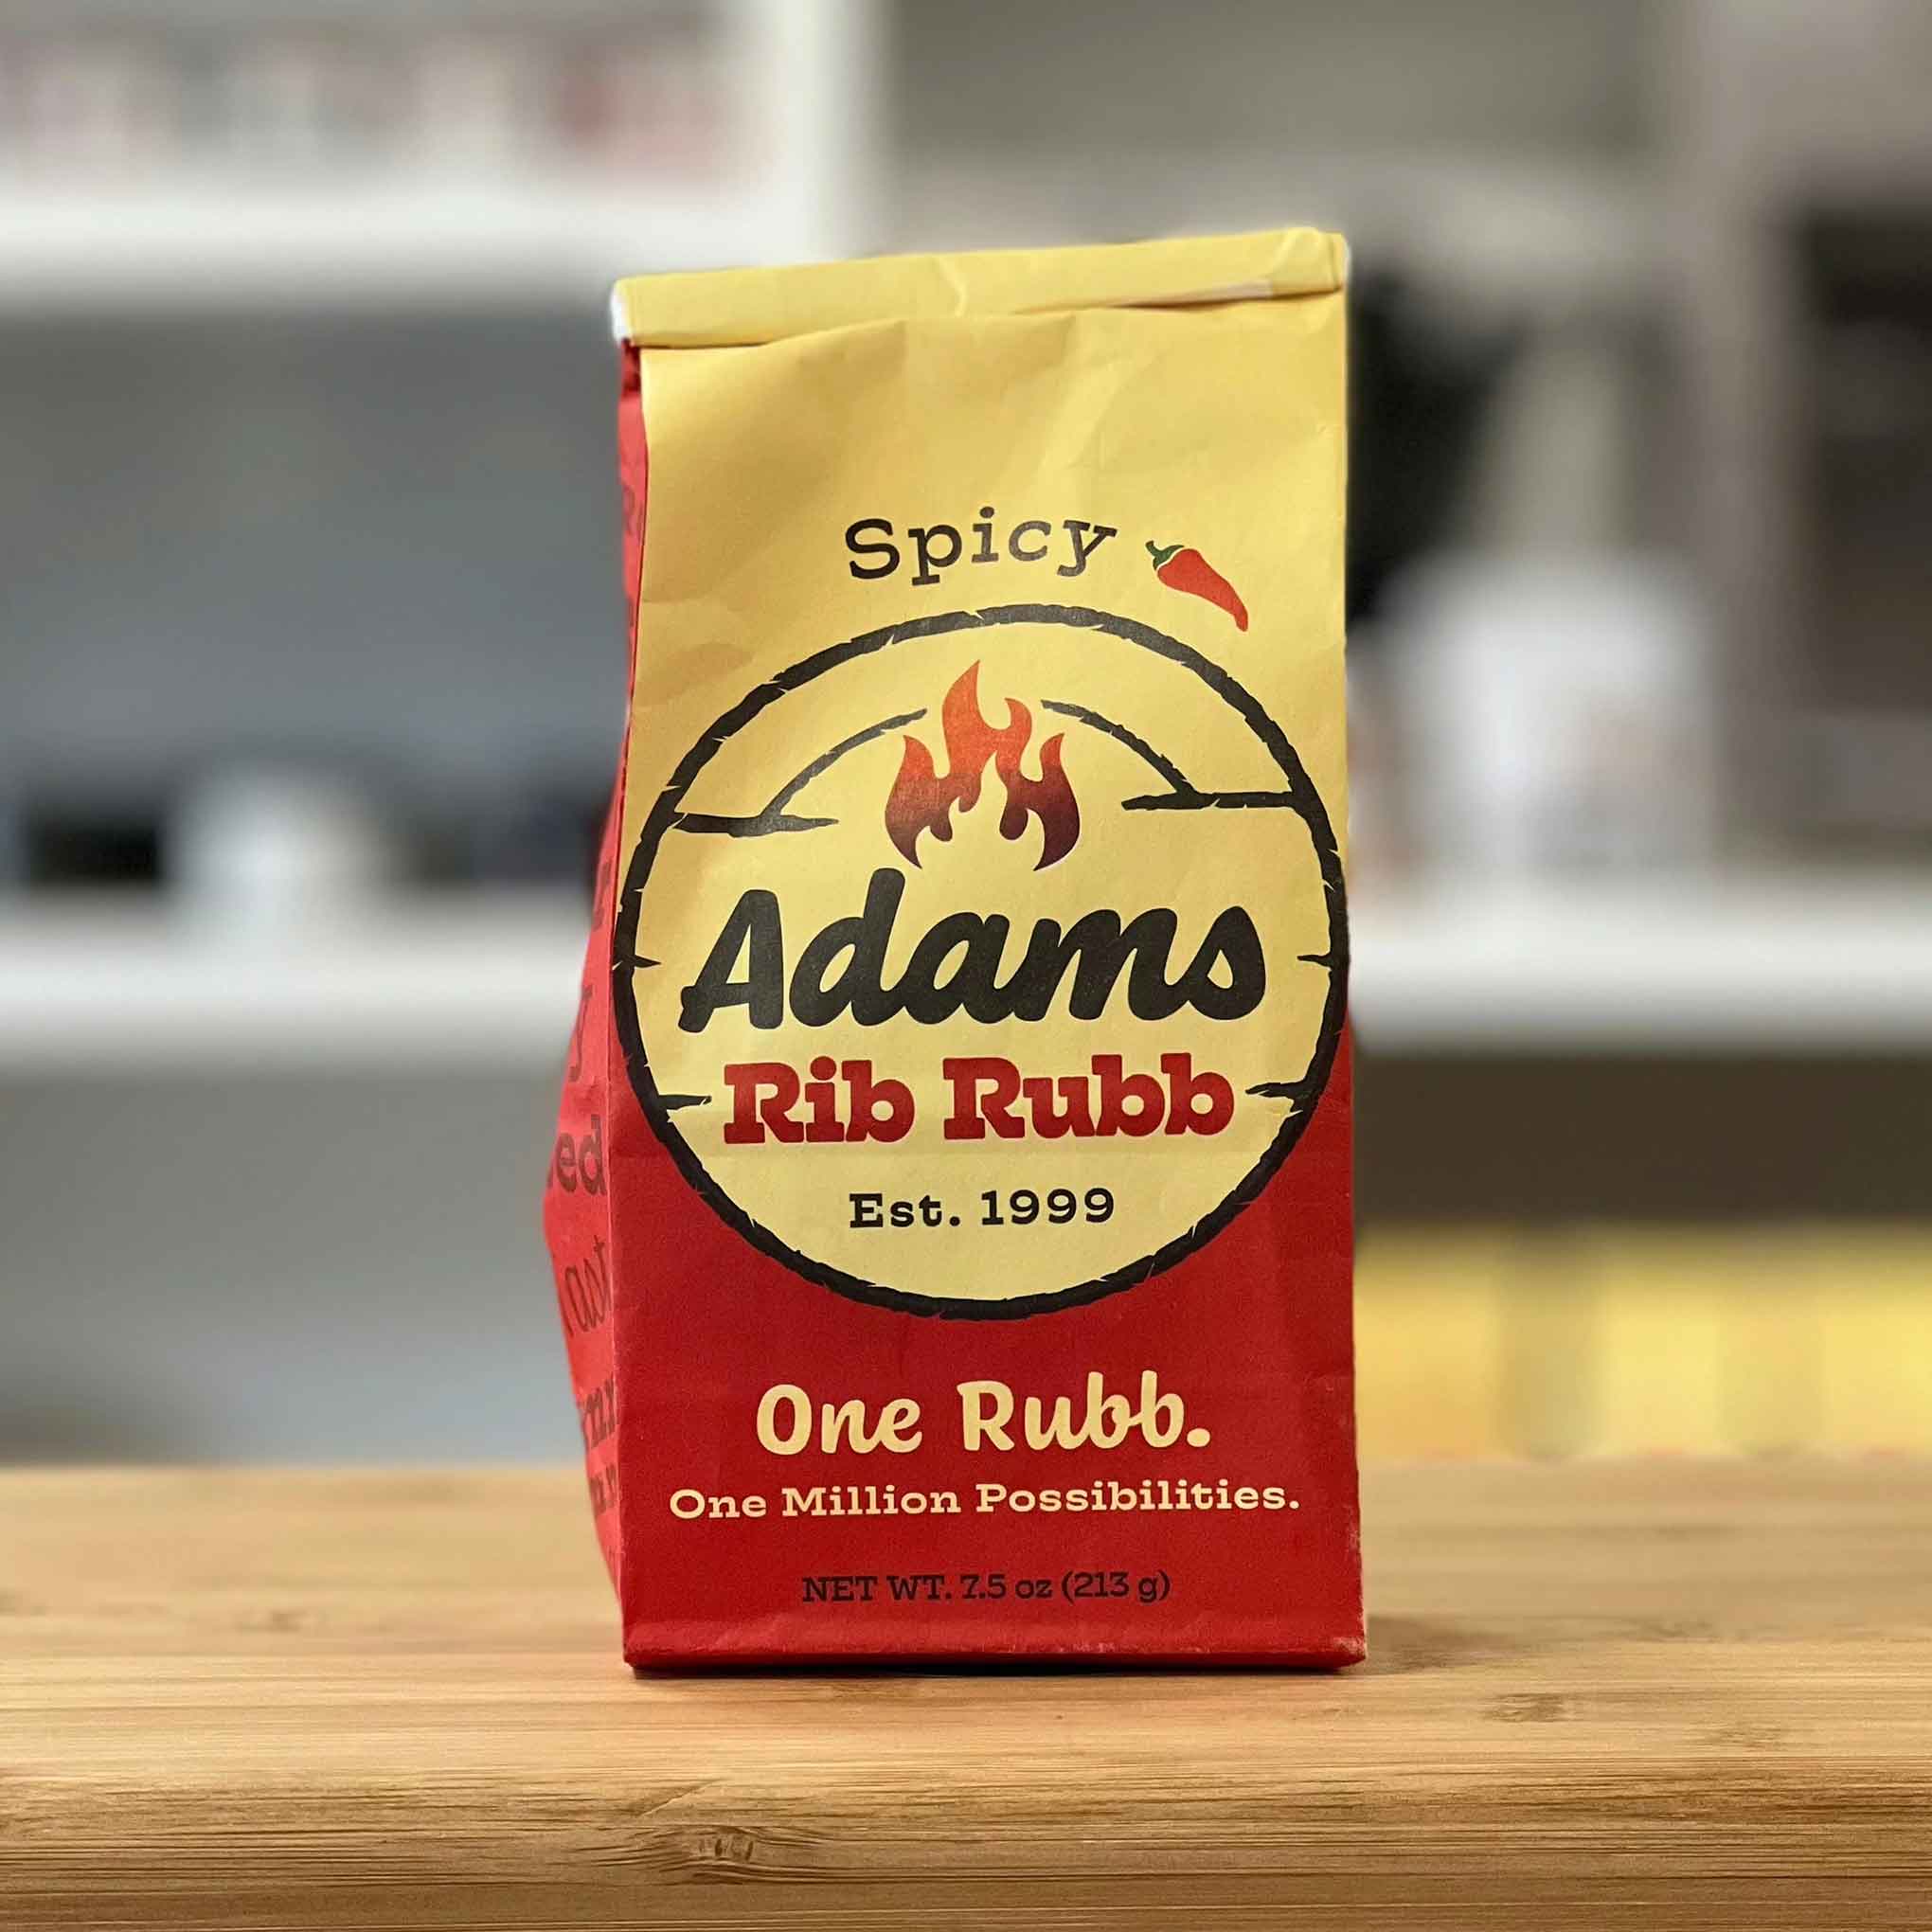 Spicy
Adams
Rib Rubb
Est. 1999
One Rubb.
One Million Possibilities.
NET WT. 7.5 oz (213 g)